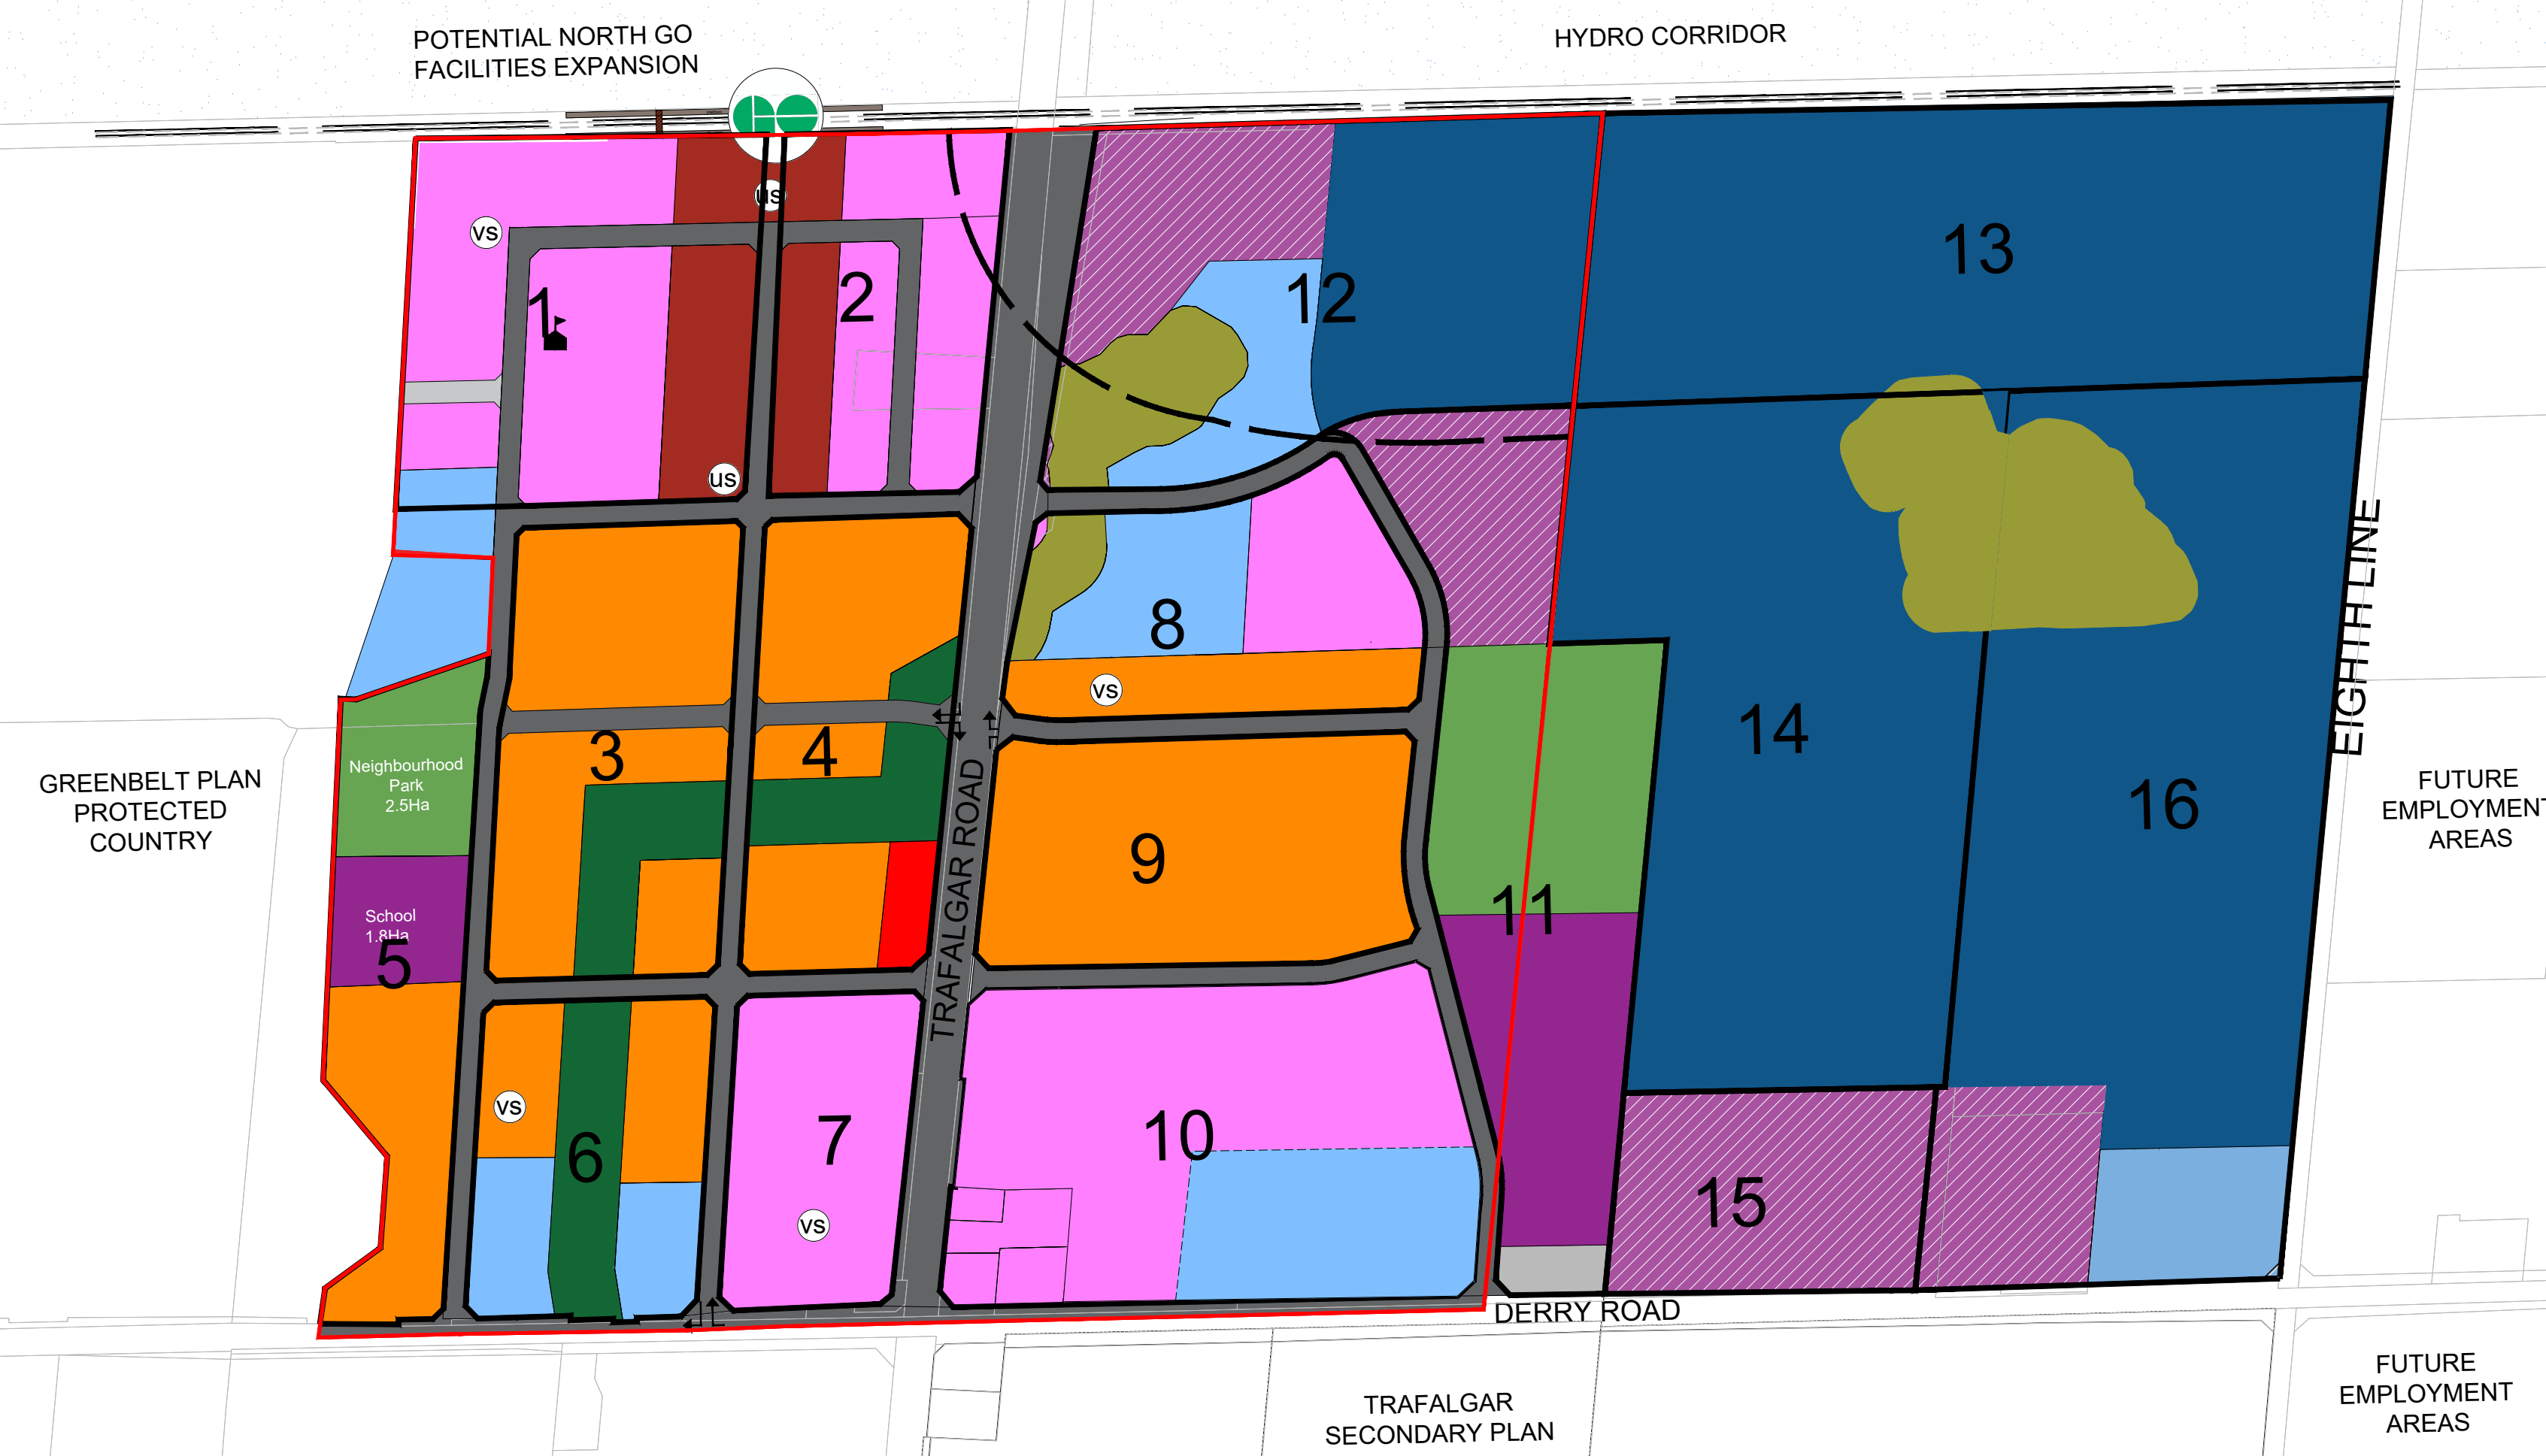 POTENTIAL NORTH GO
FACILITIES EXPANSION
HYDRO CORRIDOR
us
vs
1
2
12
13
us
8
vs
3
4
14
16
EIGHTH LINE
Neighbourhood
Park
2.5Ha
GREENBELT PLAN
PROTECTED
COUNTRY
FUTURE
EMPLOYMENT
AREAS
TRAFALGAR ROAD
9
11
School
1.8Ha
5
vs
6
7
vs
10
15
DERRY ROAD
TRAFALGAR
SECONDARY PLAN
FUTURE
EMPLOYMENT
AREAS